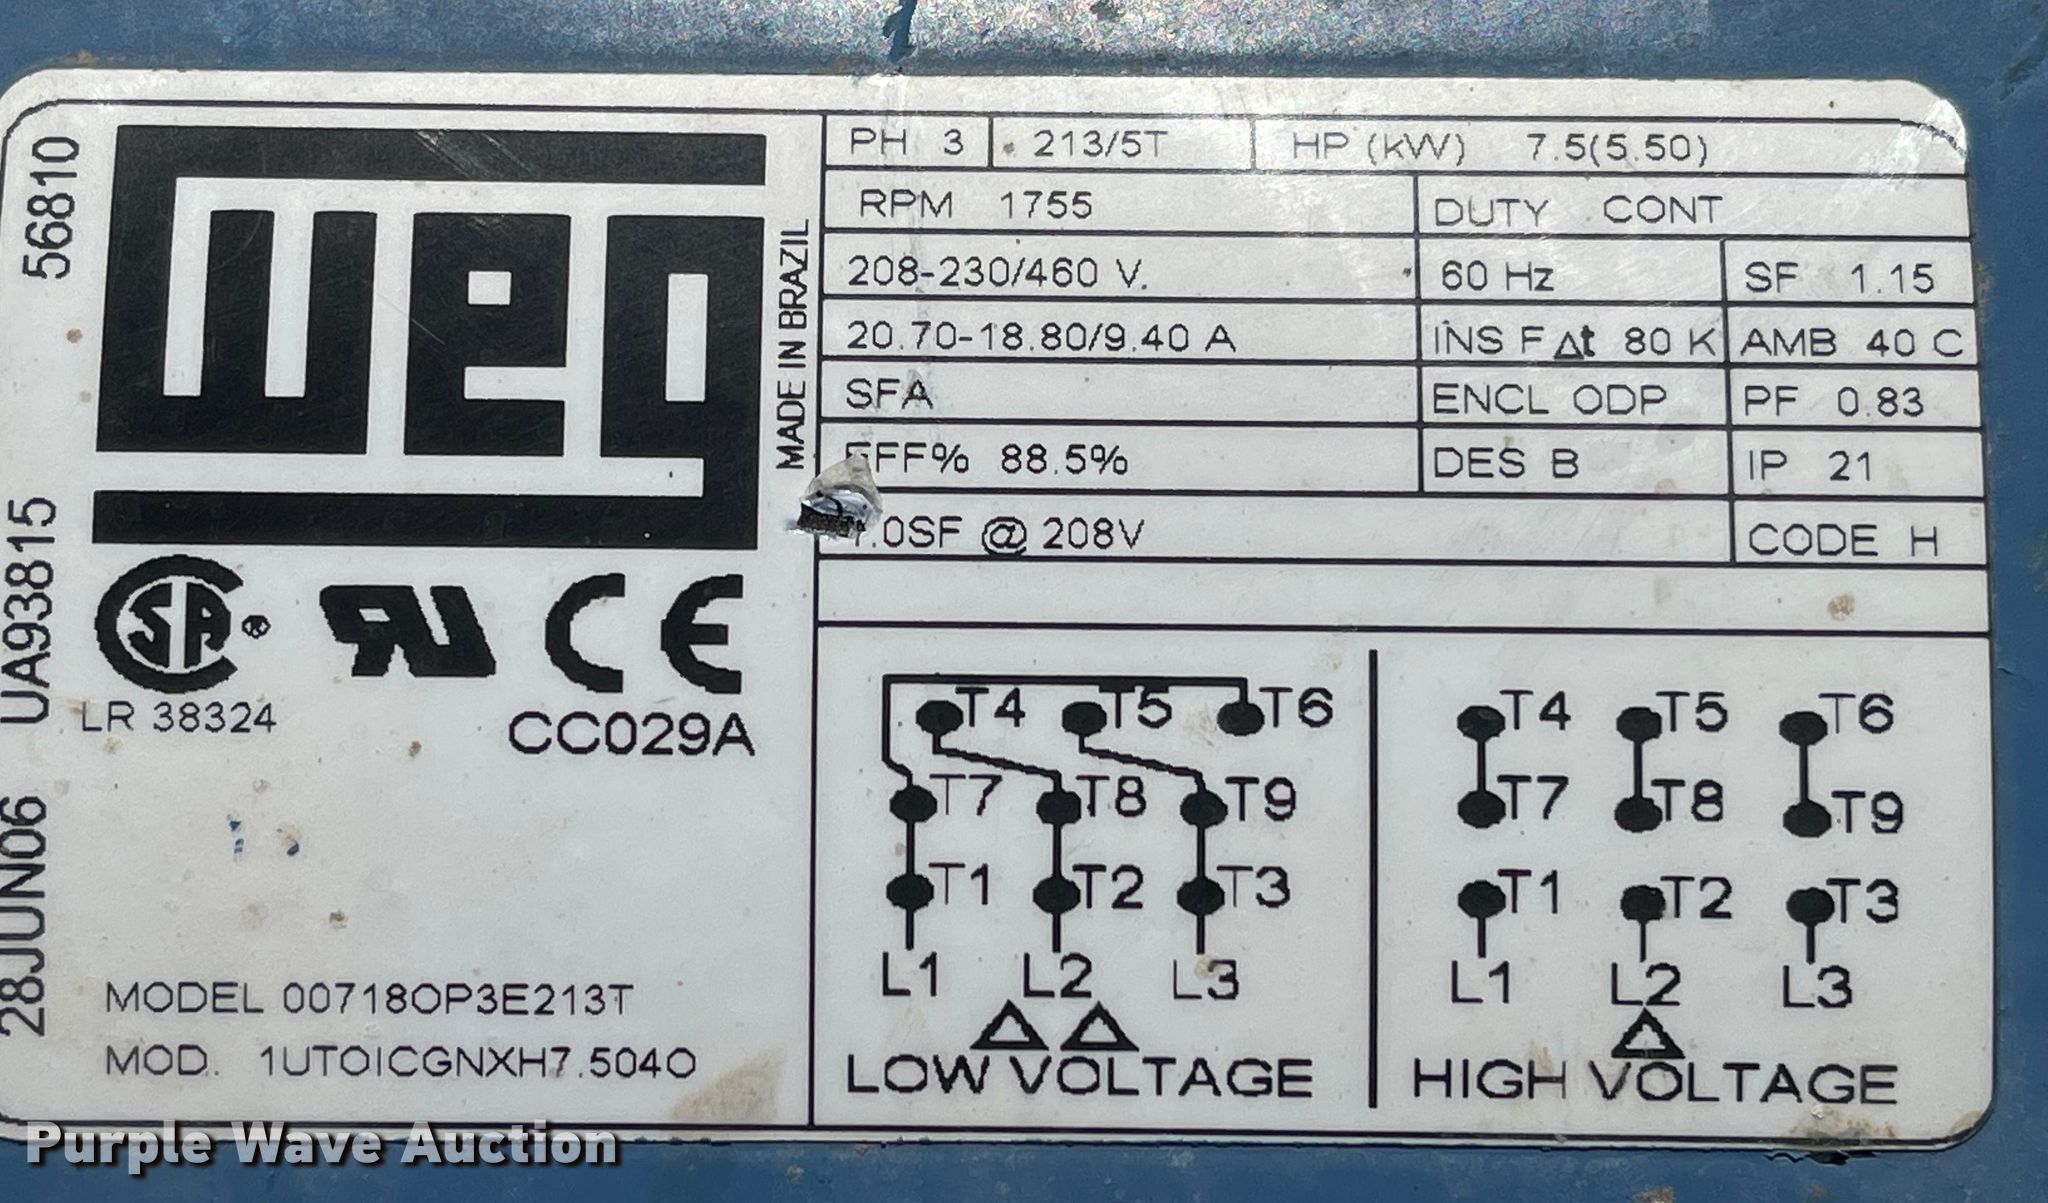 56810
UA93815
28JUN06
weg
MADE IN BRAZIL
CSA ®
LR 38324
RU CE
CC029A
MODEL 00718OP3E213T
MOD. 1UTOICGNXH7.504O
PH 3 213/5T HP (kW) 7.5(5.50)
RPM 1755 DUTY CONT
208-230/460 V. 60 Hz SF 1.15
20.70-18.80/9.40 A INS F Δt 80 K AMB 40 C
SFA ENCL ODP PF 0.83
EFF% 88.5% DES B IP 21
1.0SF @ 208V CODE H
T4 T5 T6
T7 T8 T9
T1 T2 T3
L1 L2 L3
Δ Δ
LOW VOLTAGE
T4 T5 T6
T7 T8 T9
T1 T2 T3
L1 L2 L3
Δ
HIGH VOLTAGE
Purple Wave Auction